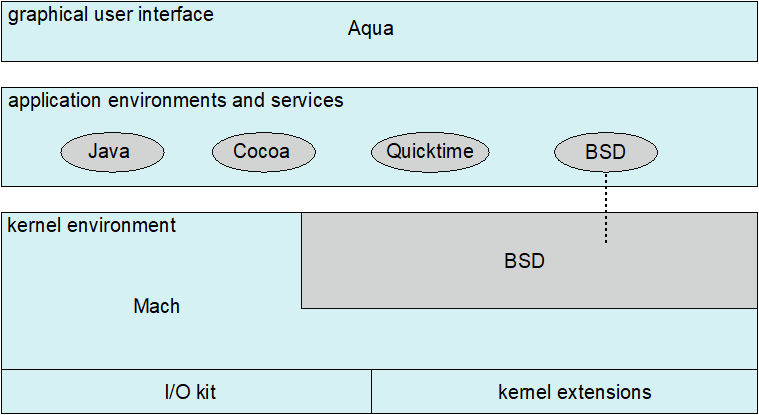 graphical user interface
Aqua
application environments and services
Java
Cocoa
Quicktime
BSD
kernel environment
BSD
Mach
I/O kit
kernel extensions